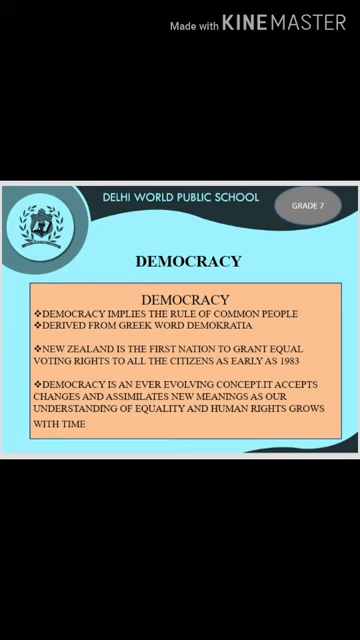 Made with KINEMASTER
DELHI WORLD PUBLIC SCHOOL
GRADE 7
DEMOCRACY
DEMOCRACY
❖DEMOCRACY IMPLIES THE RULE OF COMMON PEOPLE
❖DERIVED FROM GREEK WORD DEMOKRATIA
❖NEW ZEALAND IS THE FIRST NATION TO GRANT EQUAL
VOTING RIGHTS TO ALL THE CITIZENS AS EARLY AS 1983
❖DEMOCRACY IS AN EVER EVOLVING CONCEPT.IT ACCEPTS
CHANGES AND ASSIMILATES NEW MEANINGS AS OUR
UNDERSTANDING OF EQUALITY AND HUMAN RIGHTS GROWS
WITH TIME